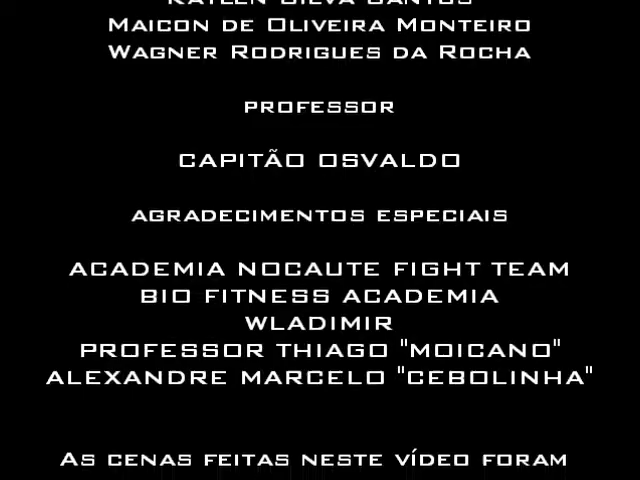 Maicon de Oliveira Monteiro
Wagner Rodrigues da Rocha
PROFESSOR
CAPITÃO OSVALDO
AGRADECIMENTOS ESPECIAIS
ACADEMIA NOCAUTE FIGHT TEAM
BIO FITNESS ACADEMIA
WLADIMIR
PROFESSOR THIAGO "MOICANO"
ALEXANDRE MARCELO "CEBOLINHA"
As cenas feitas neste vídeo foram